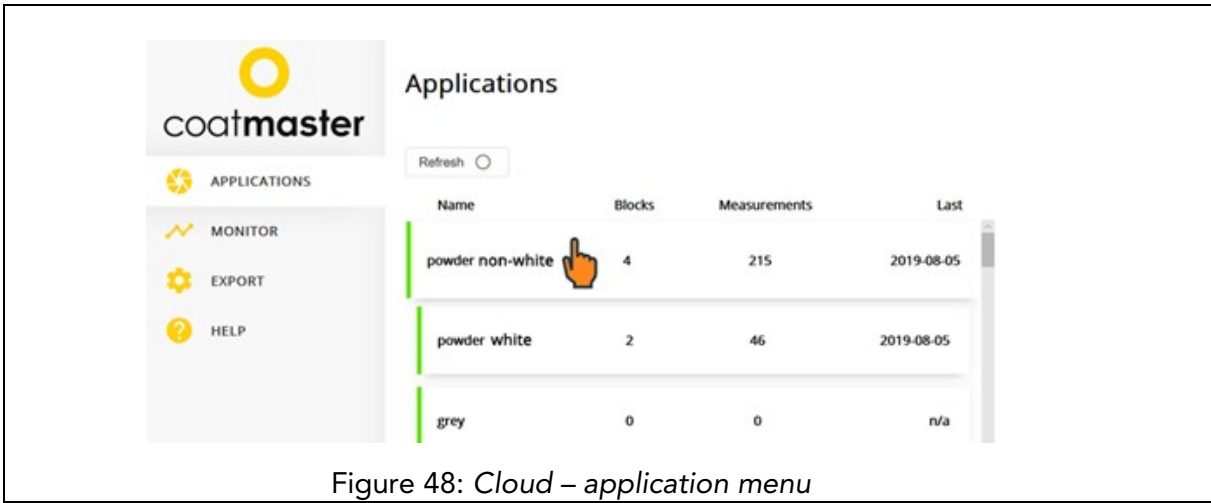 coatmaster
APPLICATIONS
MONITOR
EXPORT
HELP
Applications
Refresh
Name Blocks Measurements Last
powder non-white 4 215 2019-08-05
powder white 2 46 2019-08-05
grey 0 0 n/a
Figure 48: Cloud – application menu